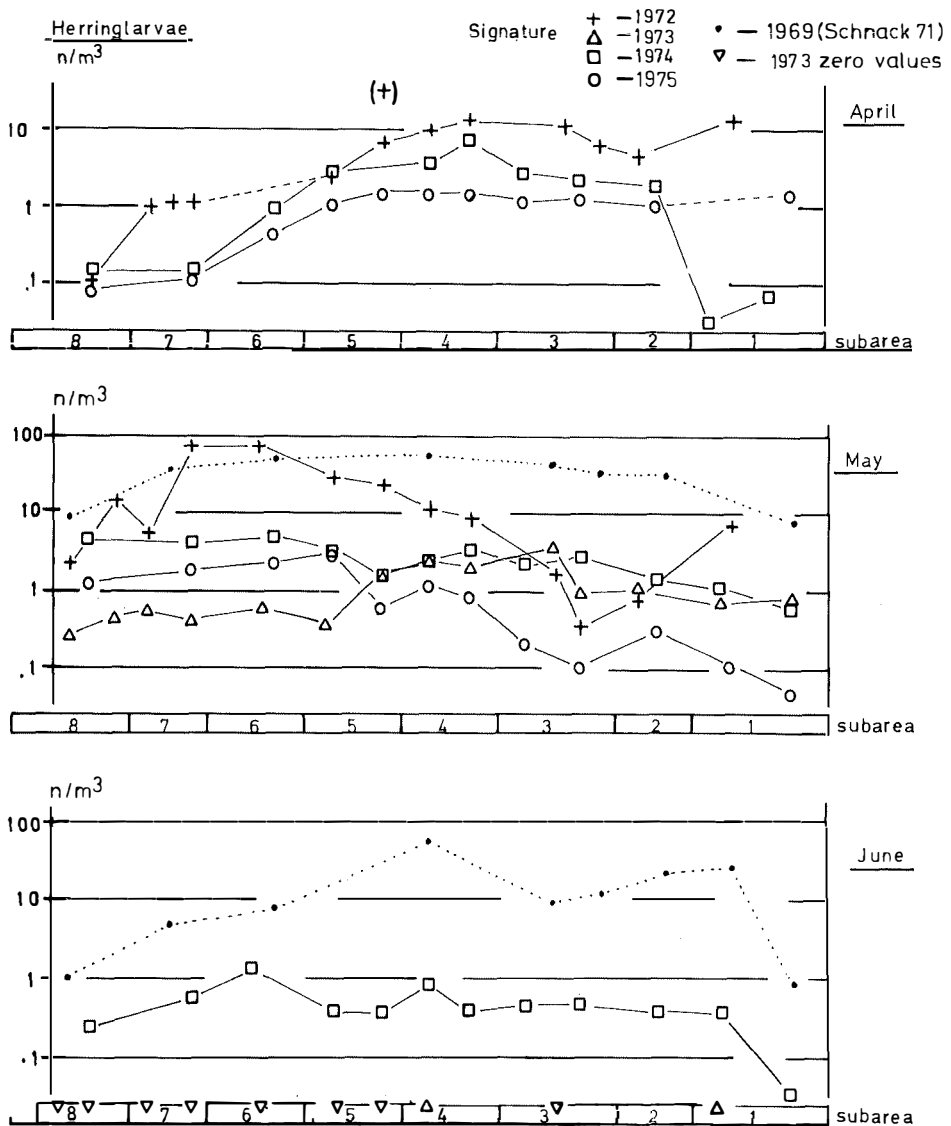 Herringlarvae
n/m³
Signature
+ – 1972
△ – 1973
□ – 1974
○ – 1975
• — 1969 (Schnack 71)
▽ — 1973 zero values
(+)
April
10
1
.1
8 7 6 5 4 3 2 1 subarea
n/m³
May
100
10
1
.1
8 7 6 5 4 3 2 1 subarea
n/m³
June
100
10
1
.1
8 7 6 5 4 3 2 1 subarea